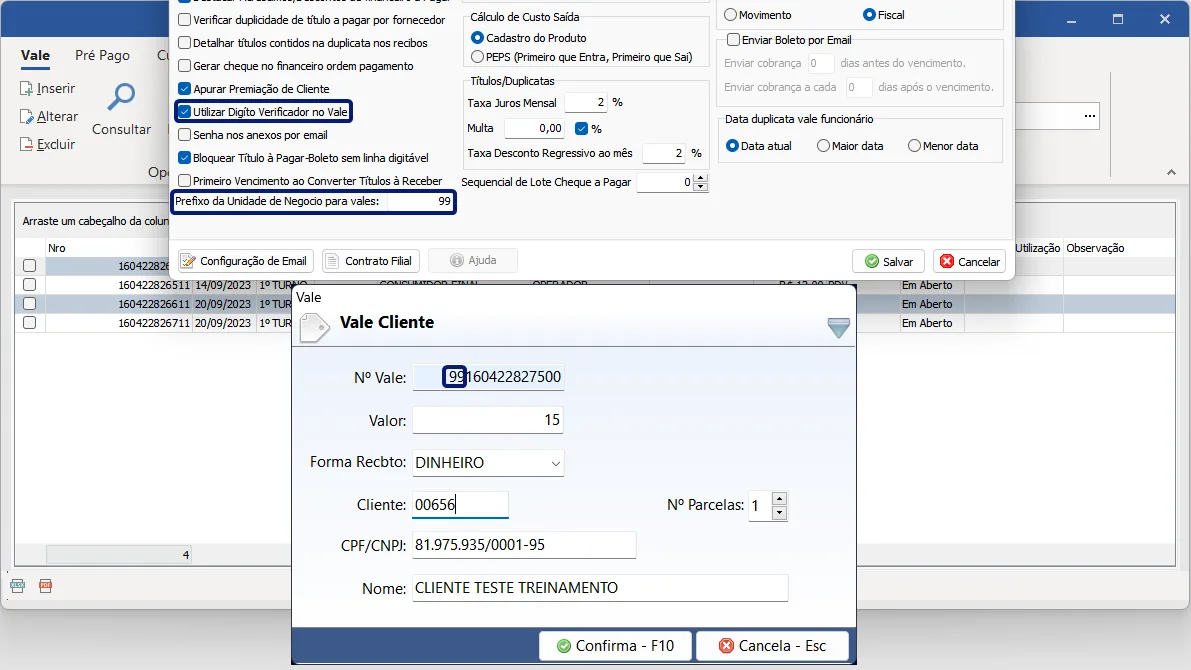 Verificar duplicidade de título a pagar por fornecedor
Detalhar títulos contidos na duplicata nos recibos
Gerar cheque no financeiro ordem pagamento
Apurar Premiação de Cliente
Utilizar Digíto Verificador no Vale
Senha nos anexos por email
Bloquear Título à Pagar-Boleto sem linha digitável
Primeiro Vencimento ao Converter Títulos à Receber
Prefixo da Unidade de Negocio para vales: 99
Cálculo de Custo Saída
Cadastro do Produto
PEPS (Primeiro que Entra, Primeiro que Sai)
Títulos/Duplicatas
Taxa Juros Mensal 2 %
Multa 0,00 %
Taxa Desconto Regressivo ao mês 2 %
Sequencial de Lote Cheque a Pagar 0
Movimento Fiscal
Enviar Boleto por Email
Enviar cobrança 0 dias antes do vencimento.
Enviar cobrança a cada 0 dias após o vencimento.
Data duplicata vale funcionário
Data atual Maior data Menor data
Configuração de Email Contrato Filial Ajuda Salvar Cancelar
Vale Pré Pago
Inserir
Alterar
Excluir
Consultar
...
Arraste um cabeçalho da colun
Nro Utilização Observação
160422826
160422826511 14/09/2023 1º TURNO CONSUMIDOR FINAL OPERADOR Em Aberto
160422826611 20/09/2023 1º TUR Em Aberto
160422826711 20/09/2023 1º TUR Em Aberto
4
Vale
Vale Cliente
Nº Vale: 99160422827500
Valor: 15
Forma Recbto: DINHEIRO
Cliente: 00656 Nº Parcelas: 1
CPF/CNPJ: 81.975.935/0001-95
Nome: CLIENTE TESTE TREINAMENTO
Confirma - F10 Cancela - Esc